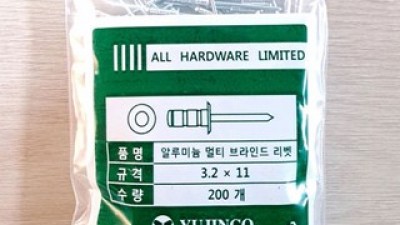 ALL HARDWARE LIMITED
품 명 알루미늄 멀티 브라인드 리벳
규 격 3.2 × 11
수 량 200 개
YUJINCO